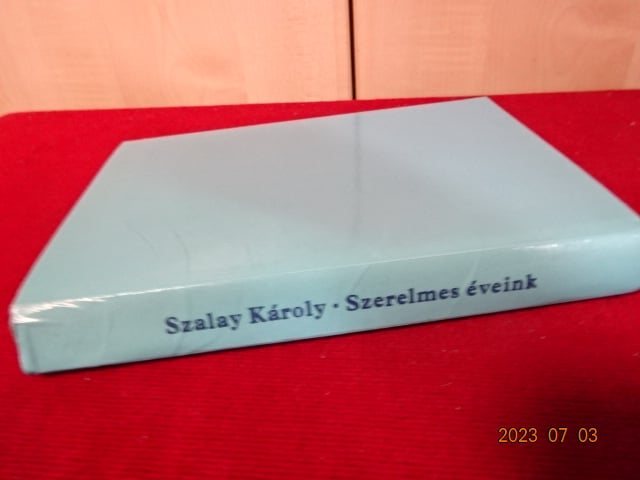 Szalay Károly · Szerelmes éveink
2023 07 03